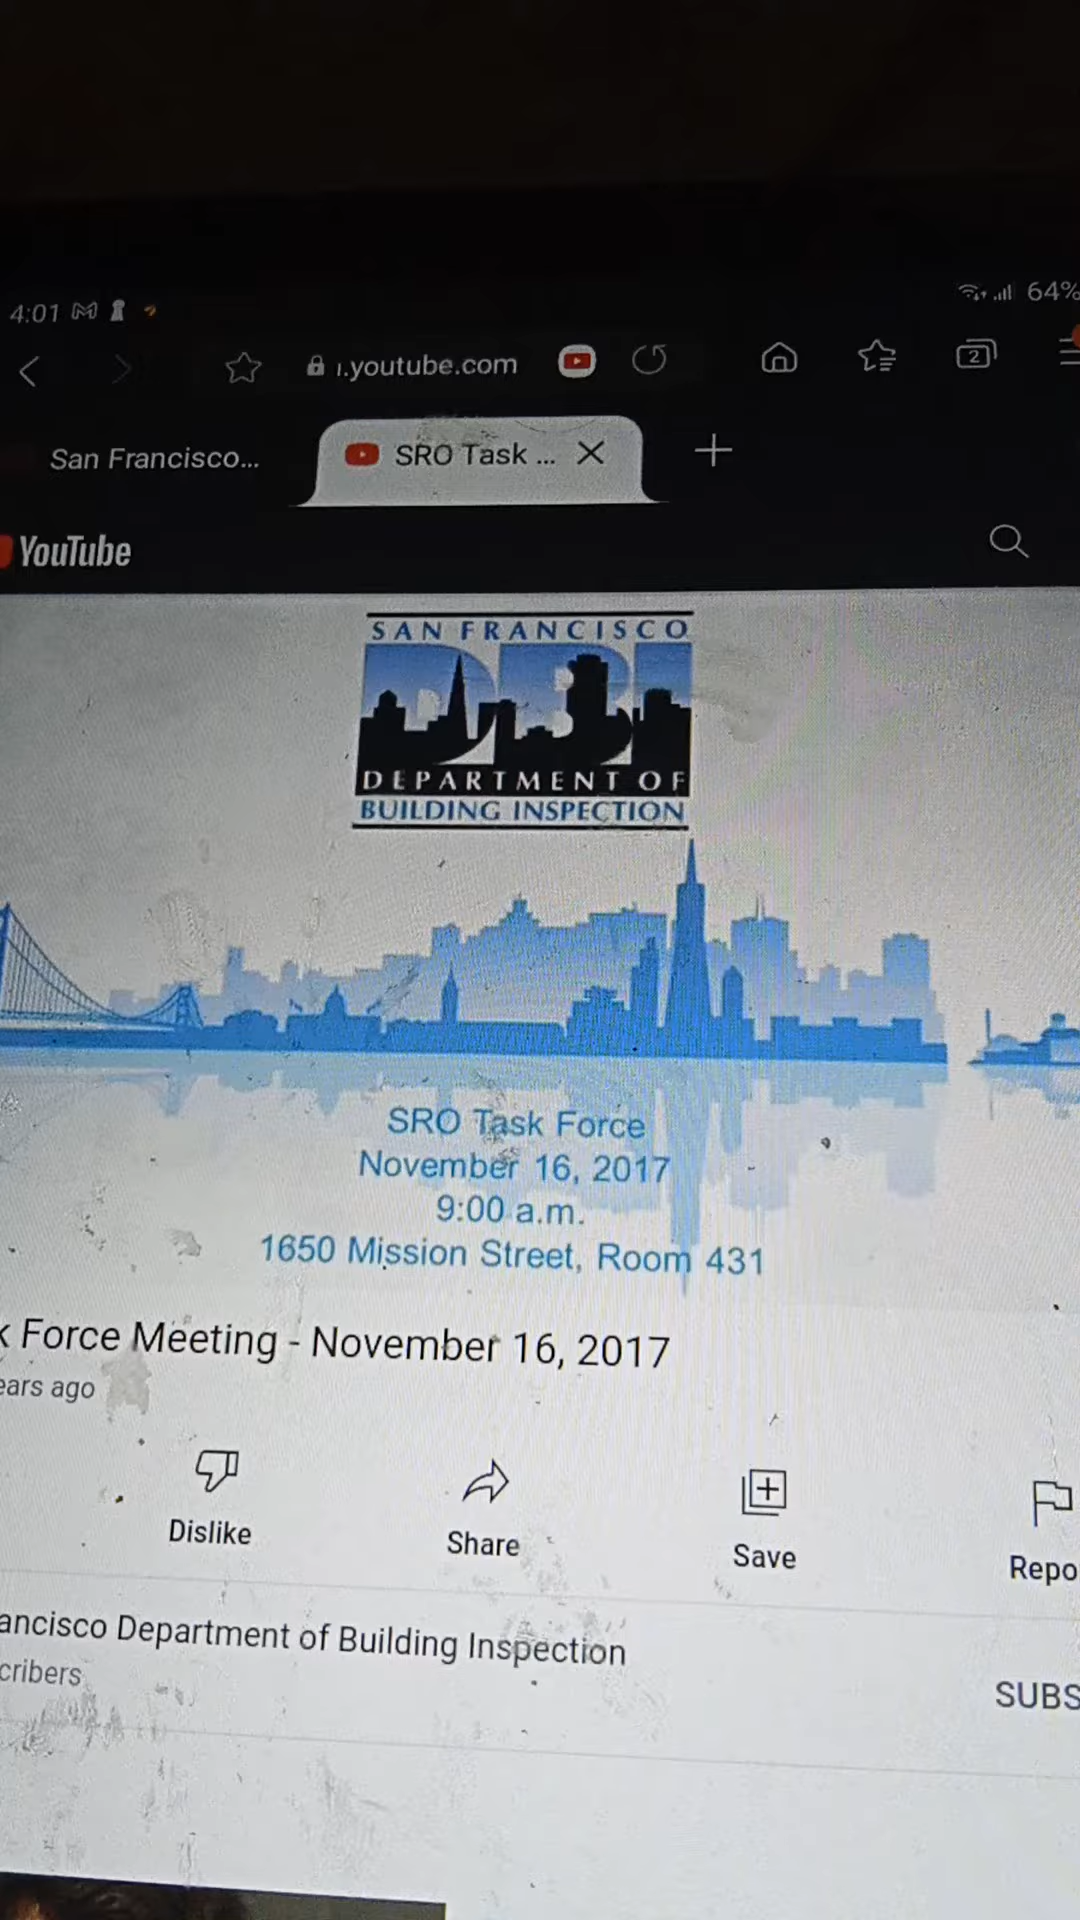 4:01
64%
youtube.com
2
San Francisco...
SRO Task ...
YouTube
SAN FRANCISCO
DBI
DEPARTMENT OF
BUILDING INSPECTION
SRO Task Force
November 16, 2017
9:00 a.m.
1650 Mission Street, Room 431
Force Meeting - November 16, 2017
ago
Dislike
Share
Save
Repo
ancisco Department of Building Inspection
cribers
SUBS